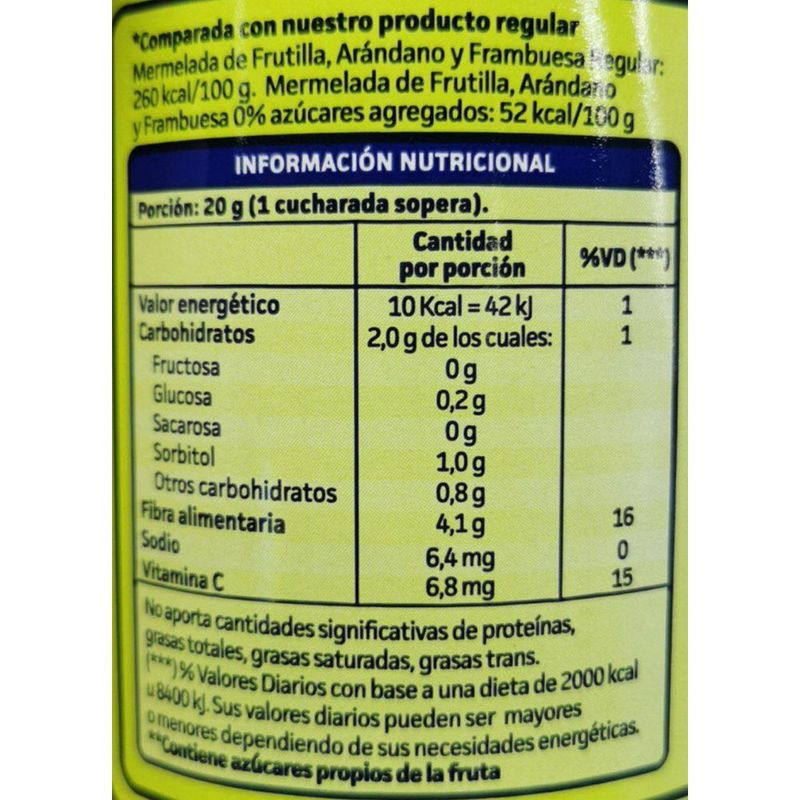 *Comparada con nuestro producto regular
Mermelada de Frutilla, Arándano y Frambuesa Regular:
260 kcal/100 g. Mermelada de Frutilla, Arándano
y Frambuesa 0% azúcares agregados: 52 kcal/100 g
INFORMACIÓN NUTRICIONAL
Porción: 20 g (1 cucharada sopera).
Cantidad por porción %VD (***)
Valor energético 10 Kcal = 42 kJ 1
Carbohidratos 2,0 g de los cuales: 1
Fructosa 0 g
Glucosa 0,2 g
Sacarosa 0 g
Sorbitol 1,0 g
Otros carbohidratos 0,8 g
Fibra alimentaria 4,1 g 16
Sodio 6,4 mg 0
Vitamina C 6,8 mg 15
No aporta cantidades significativas de proteínas,
grasas totales, grasas saturadas, grasas trans.
(***) % Valores Diarios con base a una dieta de 2000 kcal
u 8400 kJ. Sus valores diarios pueden ser mayores
o menores dependiendo de sus necesidades energéticas.
**Contiene azúcares propios de la fruta